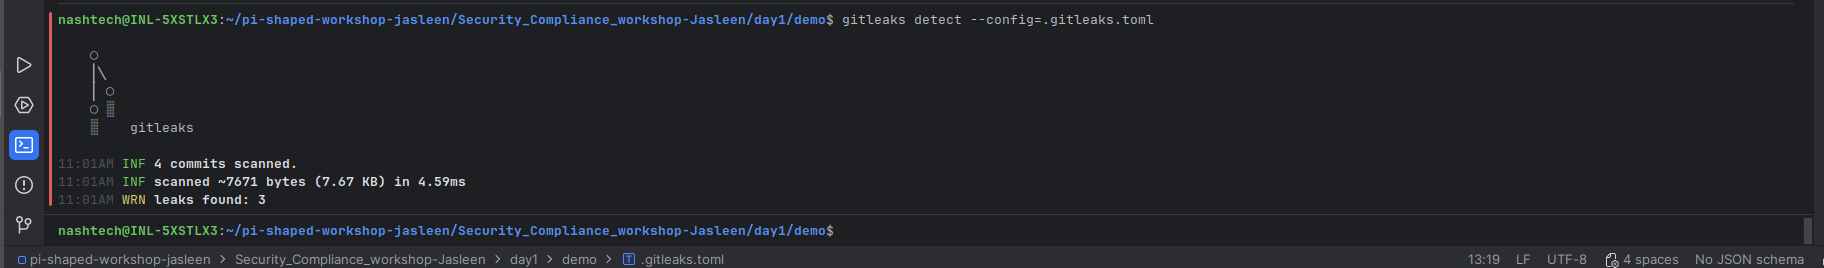 nashtech@INL-5XSTLX3:~/pi-shaped-workshop-jasleen/Security_Compliance_workshop-Jasleen/day1/demo$ gitleaks detect --config=.gitleaks.toml
○
│╲
│ ○
○ ░
░    gitleaks
11:01AM INF 4 commits scanned.
11:01AM INF scanned ~7671 bytes (7.67 KB) in 4.59ms
11:01AM WRN leaks found: 3
nashtech@INL-5XSTLX3:~/pi-shaped-workshop-jasleen/Security_Compliance_workshop-Jasleen/day1/demo$
pi-shaped-workshop-jasleen > Security_Compliance_workshop-Jasleen > day1 > demo > .gitleaks.toml 13:19 LF UTF-8 4 spaces No JSON schema